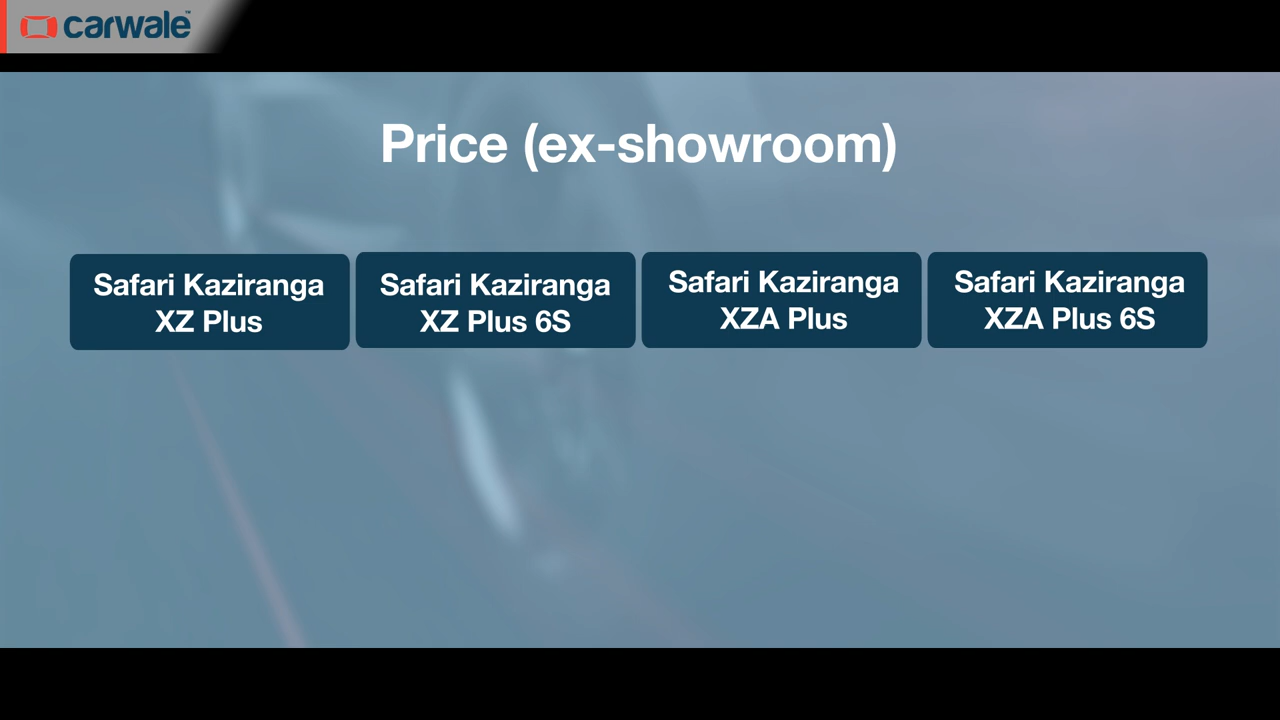 carwale™
Price (ex-showroom)
Safari Kaziranga
XZ Plus
Safari Kaziranga
XZ Plus 6S
Safari Kaziranga
XZA Plus
Safari Kaziranga
XZA Plus 6S